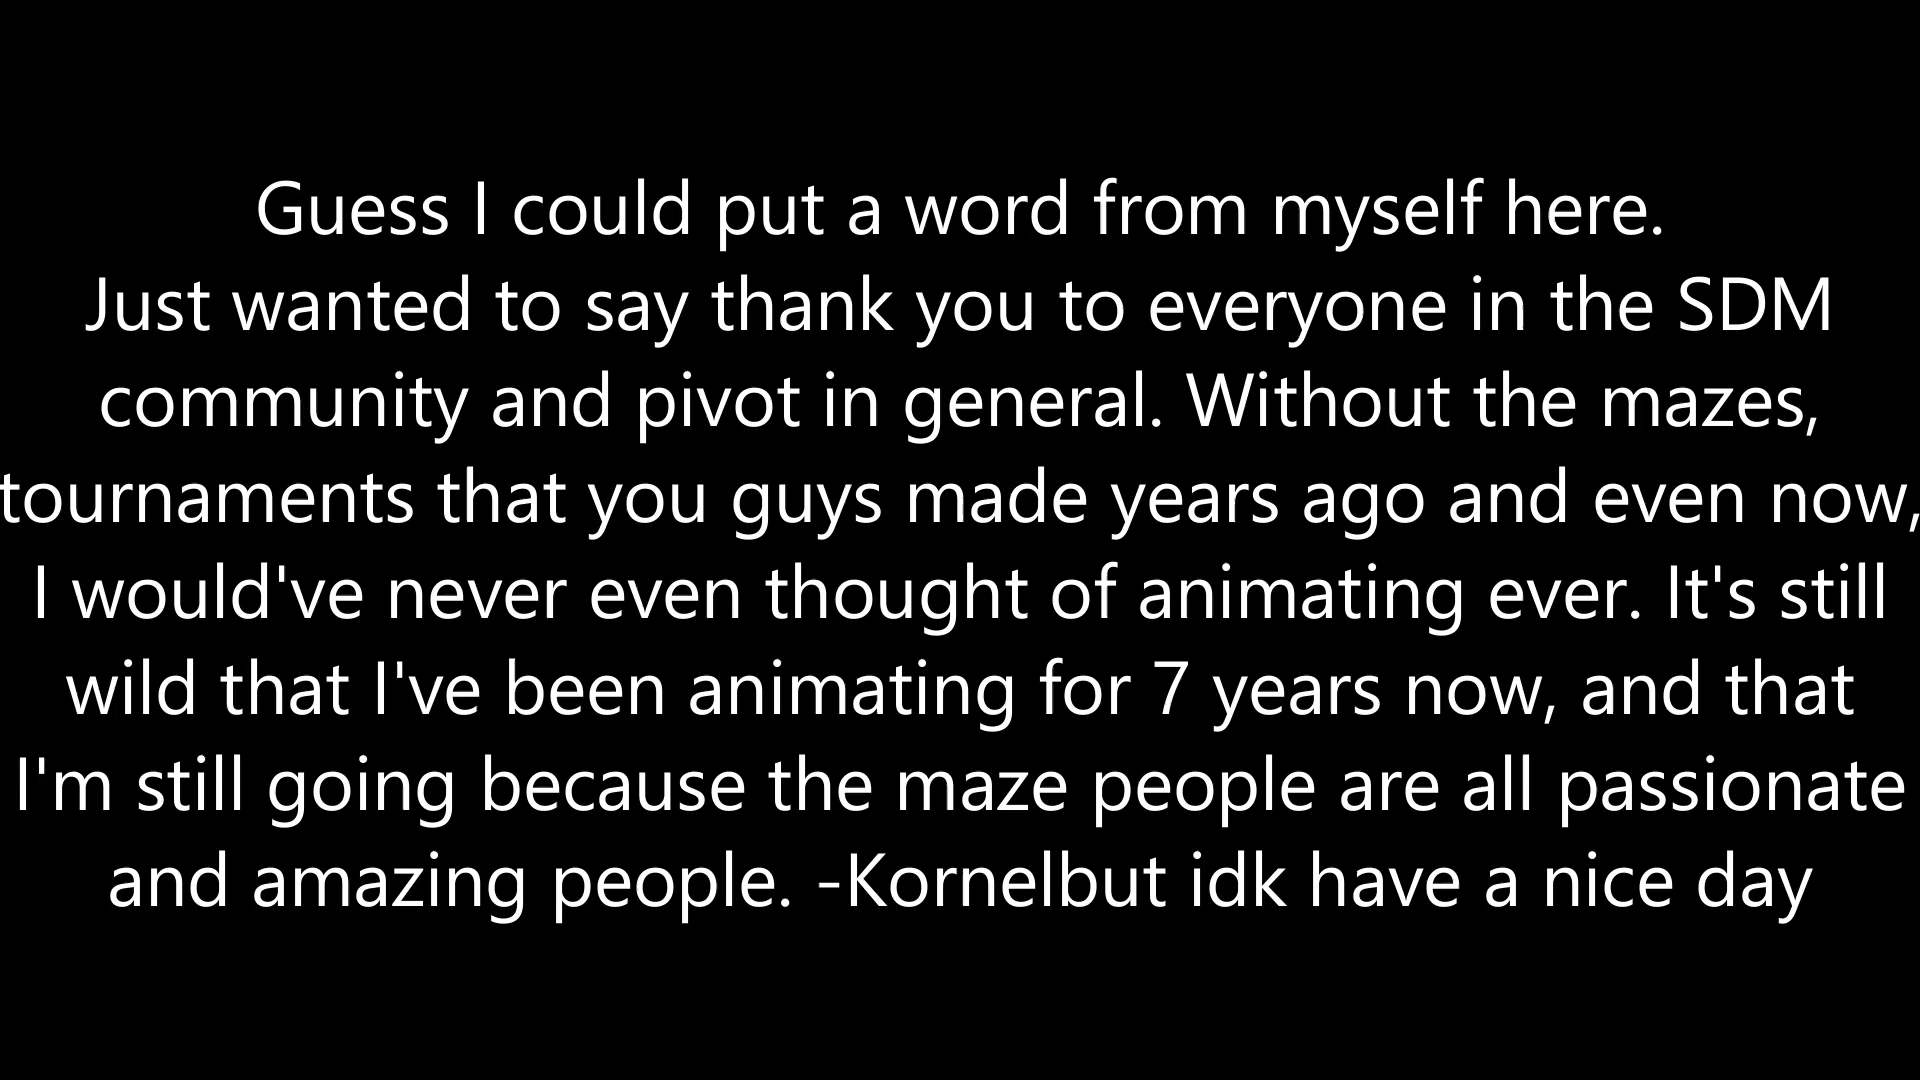 Guess I could put a word from myself here.
Just wanted to say thank you to everyone in the SDM
community and pivot in general. Without the mazes,
tournaments that you guys made years ago and even now,
I would've never even thought of animating ever. It's still
wild that I've been animating for 7 years now, and that
I'm still going because the maze people are all passionate
and amazing people. -Kornelbut idk have a nice day